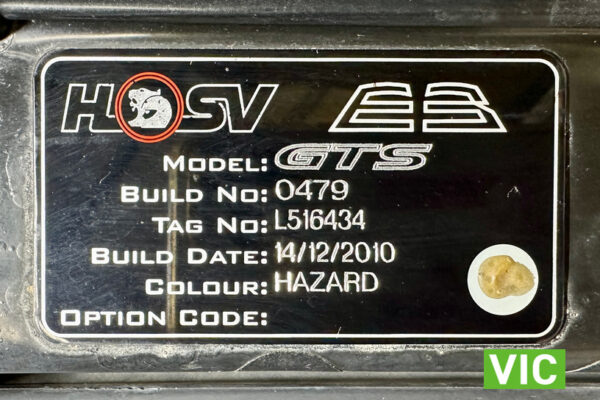 HSV E3
MODEL: GTS
BUILD NO: 0479
TAG NO: L516434
BUILD DATE: 14/12/2010
COLOUR: HAZARD
OPTION CODE:
VIC